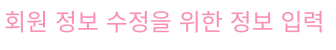 회원 정보 수정을 위한 정보 입력